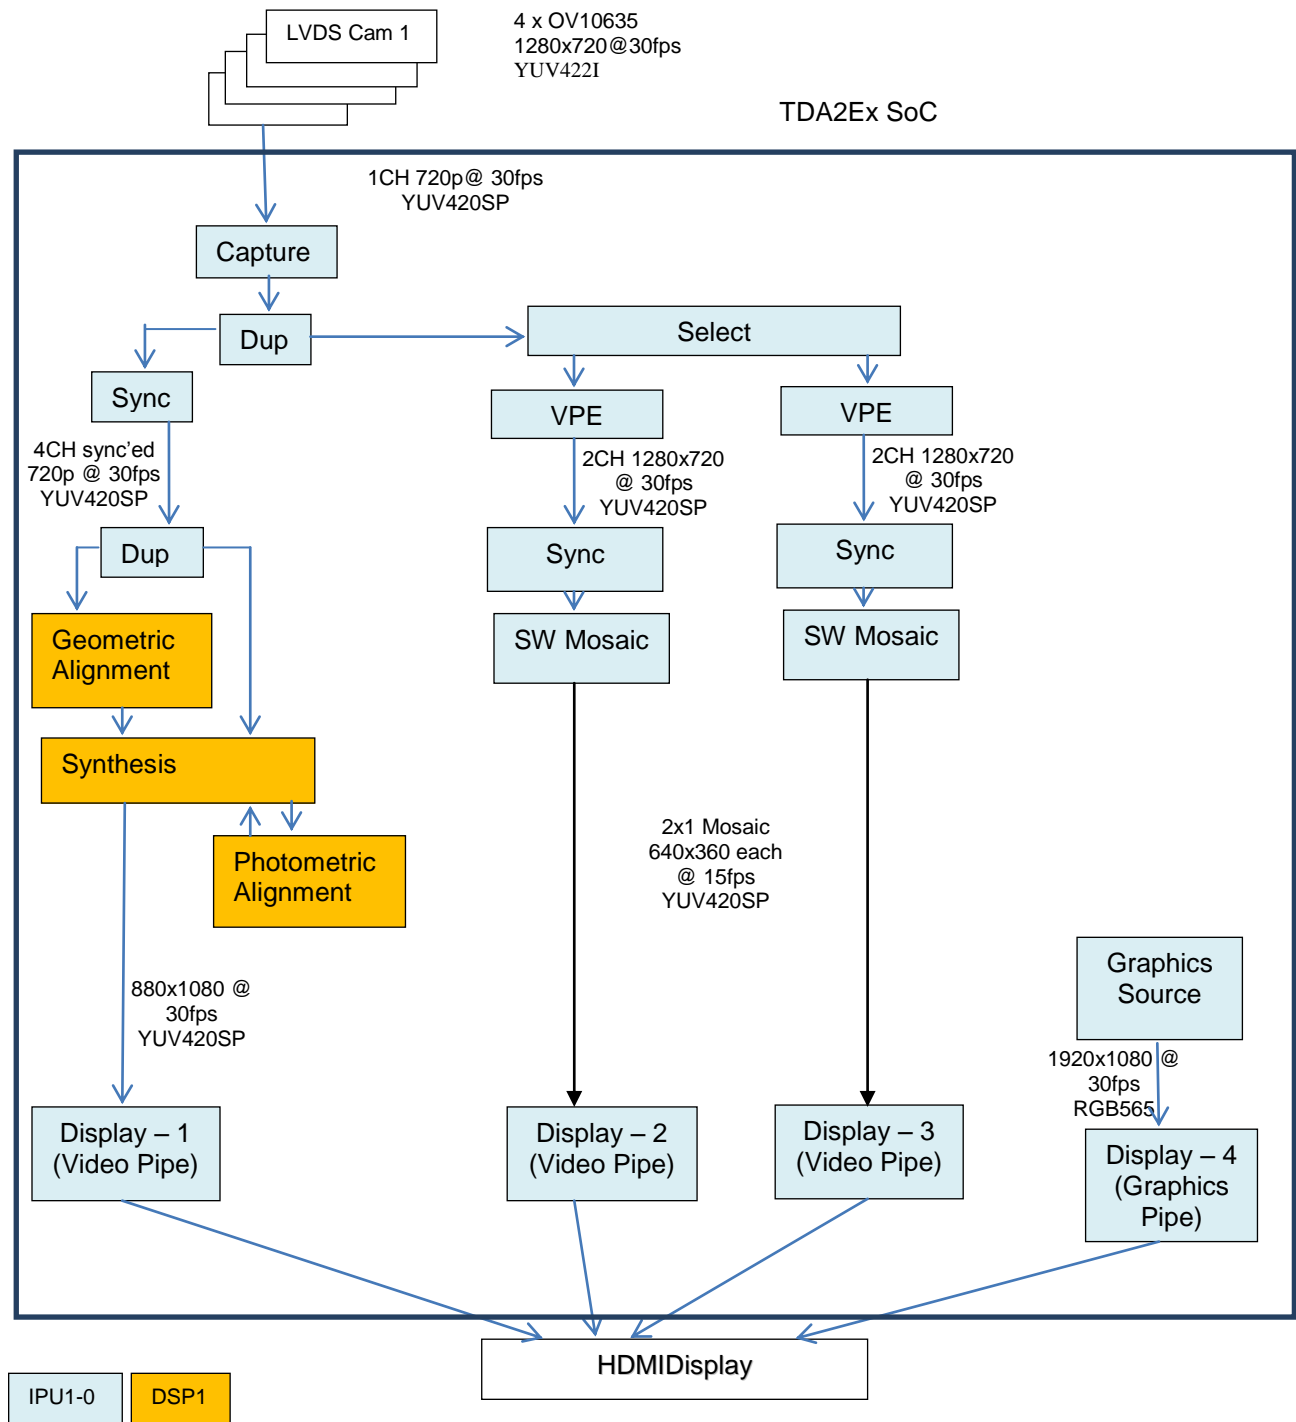 LVDS Cam 1
4 x OV10635
1280x720@30fps
YUV422I
TDA2Ex SoC
1CH 720p@ 30fps
YUV420SP
Capture
Dup
Select
Sync
VPE
VPE
4CH sync’ed
720p @ 30fps
YUV420SP
2CH 1280x720
@ 30fps
YUV420SP
2CH 1280x720
@ 30fps
YUV420SP
Dup
Sync
Sync
Geometric
Alignment
SW Mosaic
SW Mosaic
Synthesis
Photometric
Alignment
2x1 Mosaic
640x360 each
@ 15fps
YUV420SP
880x1080 @
30fps
YUV420SP
Graphics
Source
1920x1080 @
30fps
RGB565
Display – 1
(Video Pipe)
Display – 2
(Video Pipe)
Display – 3
(Video Pipe)
Display – 4
(Graphics
Pipe)
HDMIDisplay
IPU1-0
DSP1